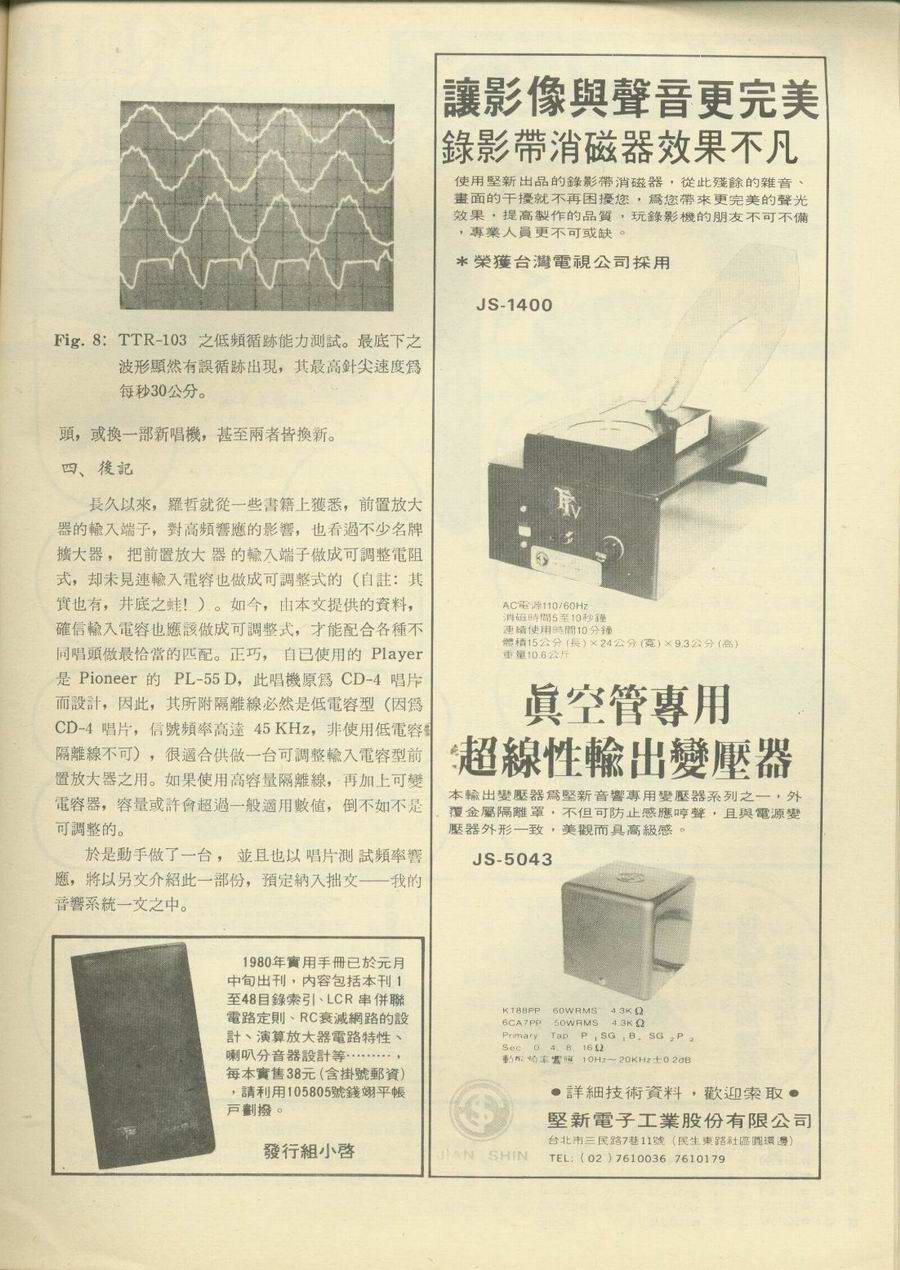 Fig. 8: TTR-103 之低頻循跡能力測試。最底下之
波形顯然有誤循跡出現，其最高針尖速度爲
每秒30公分。
頭，或換一部新唱機，甚至兩者皆換新。
四、後記
長久以來，羅哲就從一些書籍上獲悉，前置放大
器的輸入端子，對高頻響應的影響，也看過不少名牌
擴大器，把前置放大器的輸入端子做成可調整電阻
式，却未見連輸入電容也做成可調整式的（自註：其
實也有，井底之蛙！）。如今，由本文提供的資料，
確信輸入電容也應該做成可調整式，才能配合各種不
同唱頭做最恰當的匹配。正巧，自已使用的 Player
是 Pioneer 的 PL-55D，此唱機原爲 CD-4 唱片
而設計，因此，其所附隔離線必然是低電容型（因爲
CD-4 唱片，信號頻率高達 45 KHz，非使用低電容
隔離線不可），很適合供做一台可調整輸入電容型前
置放大器之用。如果使用高容量隔離線，再加上可變
電容器，容量或許會超過一般適用數値，倒不如不是
可調整的。
於是動手做了一台，並且也以唱片測試頻率響
應，將以另文介紹此一部份，預定納入拙文——我的
音響系統一文之中。
1980年實用手冊已於元月
中旬出刊，內容包括本刊1
至48目錄索引、LCR 串併聯
電路定則、RC衰減網路的設
計、演算放大器電路特性、
喇叭分音器設計等………，
每本實售38元(含掛號郵資)
，請利用105805號錢翊平帳
戶劃撥。
發行組小啓
讓影像與聲音更完美
錄影帶消磁器效果不凡
使用堅新出品的錄影帶消磁器，從此殘餘的雜音、
畫面的干擾就不再困擾您，爲您帶來更完美的聲光
效果，提高製作的品質，玩錄影機的朋友不可不備
，專業人員更不可或缺。
＊榮獲台灣電視公司採用
JS-1400
AC電源110/60Hz
消磁時間5至10秒鐘
連續使用時間10分鐘
體積15公分(長)×24公分(寬)×9.3公分(高)
重量10.6公斤
眞空管專用
超線性輸出變壓器
本輸出變壓器爲堅新音響專用變壓器系列之一，外
覆金屬隔離罩，不但可防止感應哼聲，且與電源變
壓器外形一致，美觀而具高級感。
JS-5043
KT88PP 60WRMS 4.3KΩ
6CA7PP 50WRMS 4.3KΩ
Primary Tap P₁SG₁B₊SG₂P₂
Sec 0. 4. 8. 16Ω
動態頻率響應 10Hz～20KHz±0.2dB
●詳細技術資料，歡迎索取●
堅新電子工業股份有限公司
台北市三民路7巷11號（民生東路社區圓環邊）
TEL:（02）7610036 7610179
JIAN SHIN